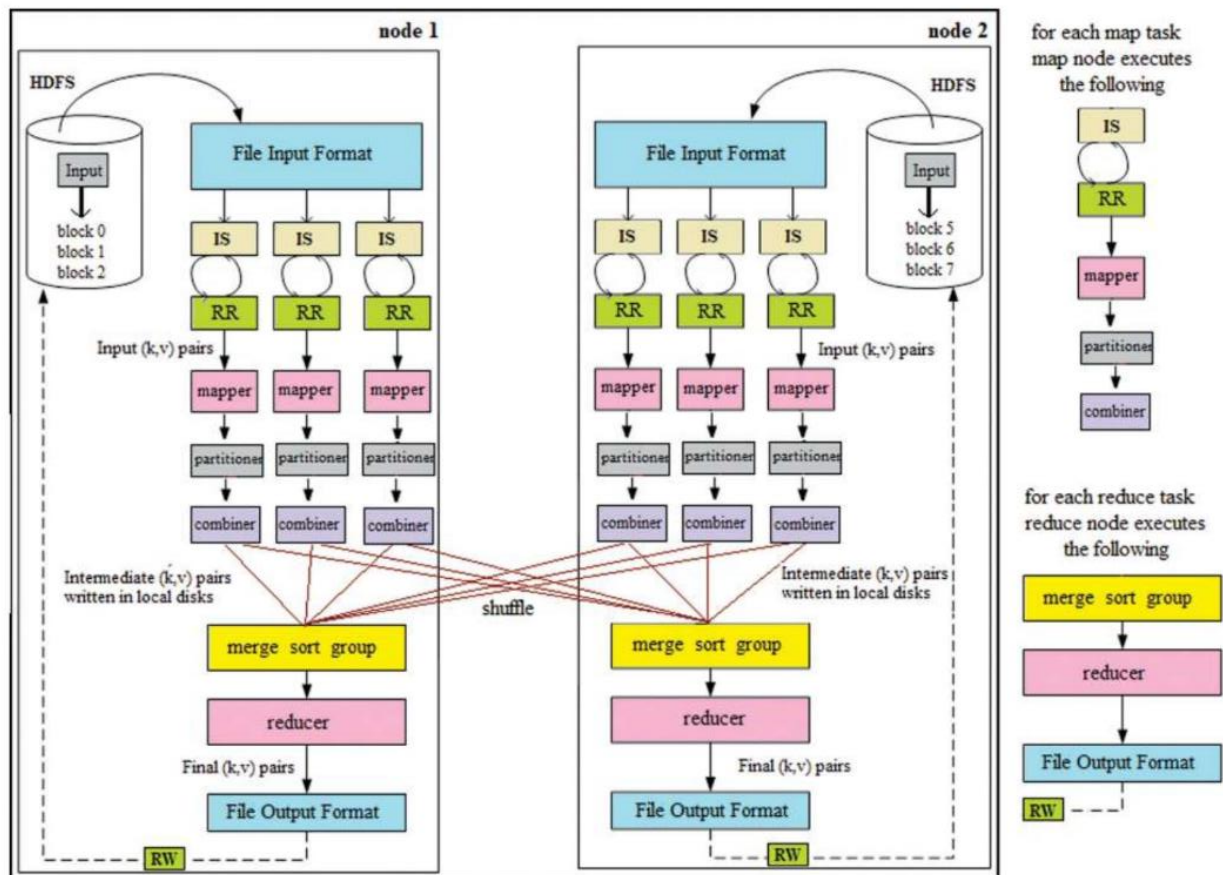 node 1
HDFS
Input
block 0
block 1
block 2
File Input Format
IS IS IS
RR RR RR
Input (k,v) pairs
mapper mapper mapper
partitioner partitioner partitioner
combiner combiner combiner
Intermediate (k,v) pairs
written in local disks
merge sort group
reducer
Final (k,v) pairs
File Output Format
RW
shuffle
node 2
HDFS
Input
block 5
block 6
block 7
File Input Format
IS IS IS
RR RR RR
Input (k,v) pairs
mapper mapper mapper
partitioner partitioner partitioner
combiner combiner combiner
Intermediate (k,v) pairs
written in local disks
merge sort group
reducer
Final (k,v) pairs
File Output Format
RW
for each map task
map node executes
the following
IS
RR
mapper
partitioner
combiner
for each reduce task
reduce node executes
the following
merge sort group
reducer
File Output Format
RW